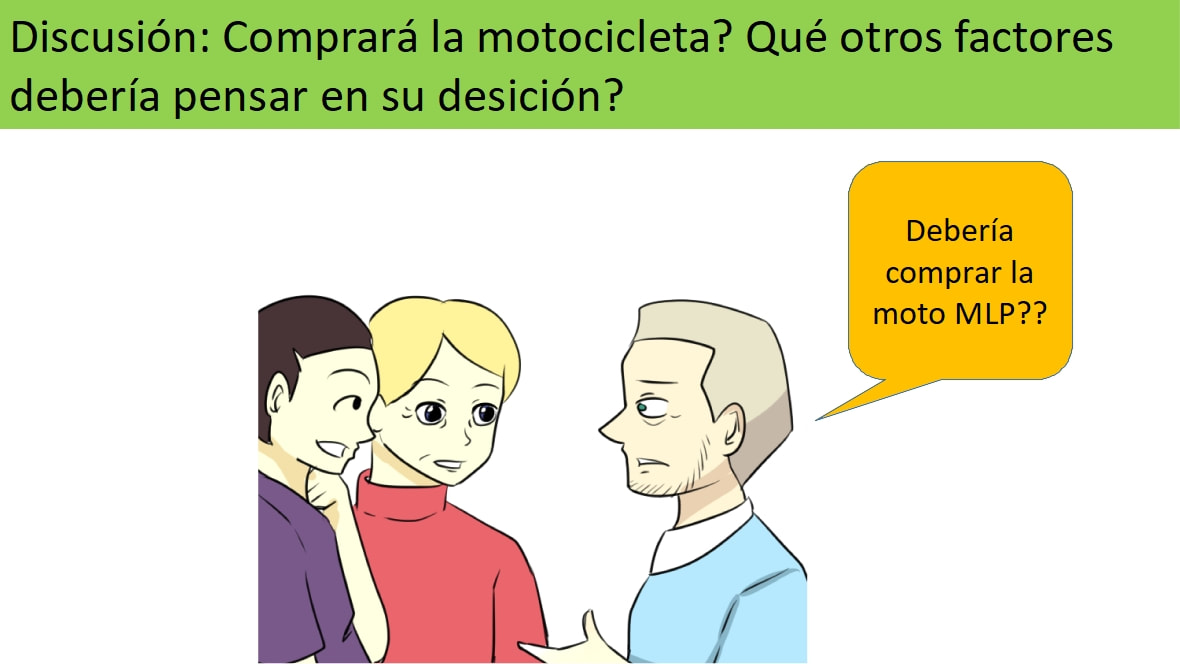 Discusión: Comprará la motocicleta? Qué otros factores
debería pensar en su desición?
Debería
comprar la
moto MLP??